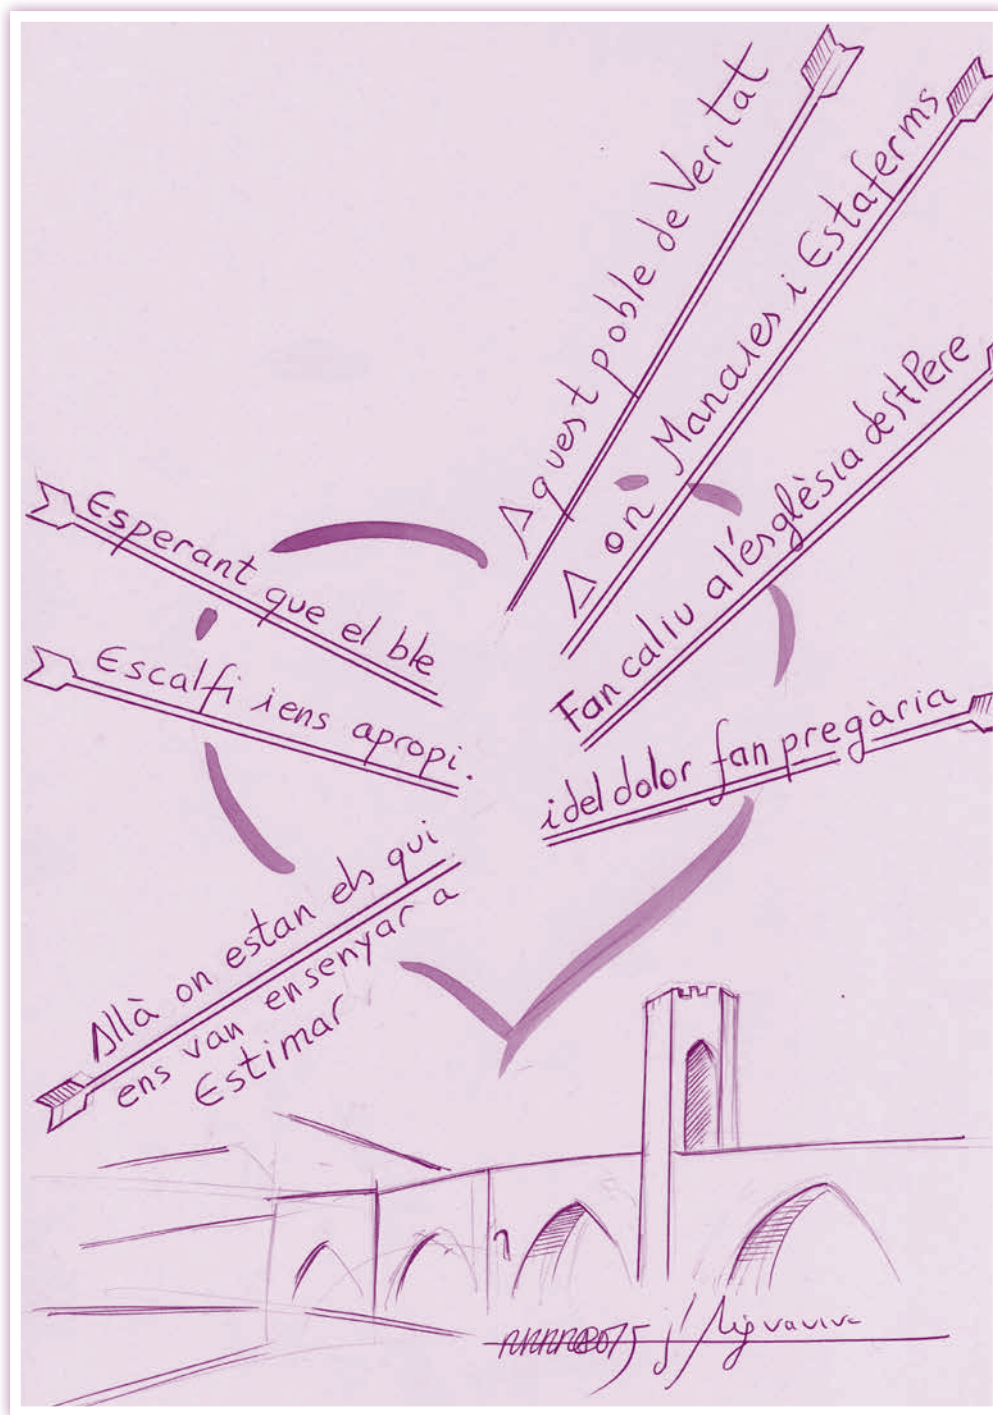 Aquest poble de Veritat
A on Manaies i Estaferms
Fan caliu a l'església de st Pere
i del dolor fan pregària
Esperant que el ble
Escalfi i ens apropi.
Allà on estan els qui
ens van ensenyar a
Estimar